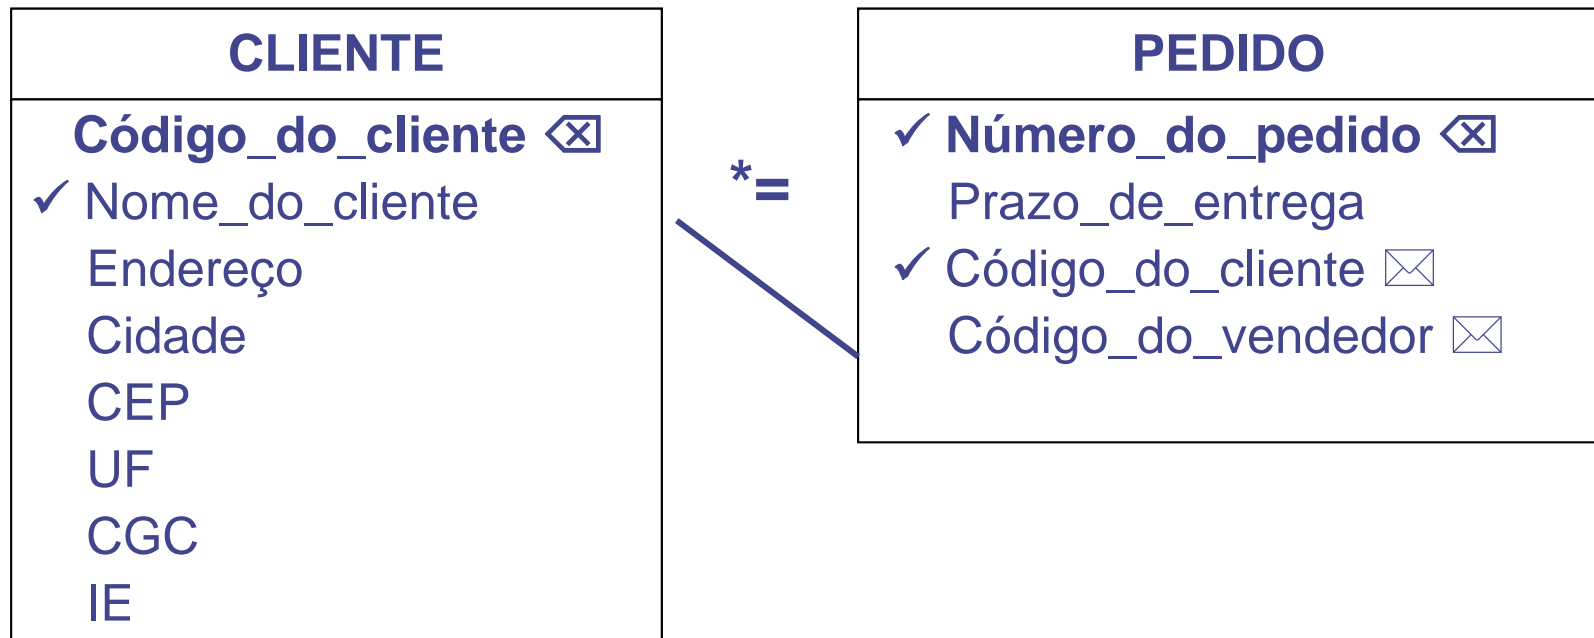 CLIENTE
Código_do_cliente ⌫
✓ Nome_do_cliente
Endereço
Cidade
CEP
UF
CGC
IE
*=
PEDIDO
✓ Número_do_pedido ⌫
Prazo_de_entrega
✓ Código_do_cliente ✉
Código_do_vendedor ✉